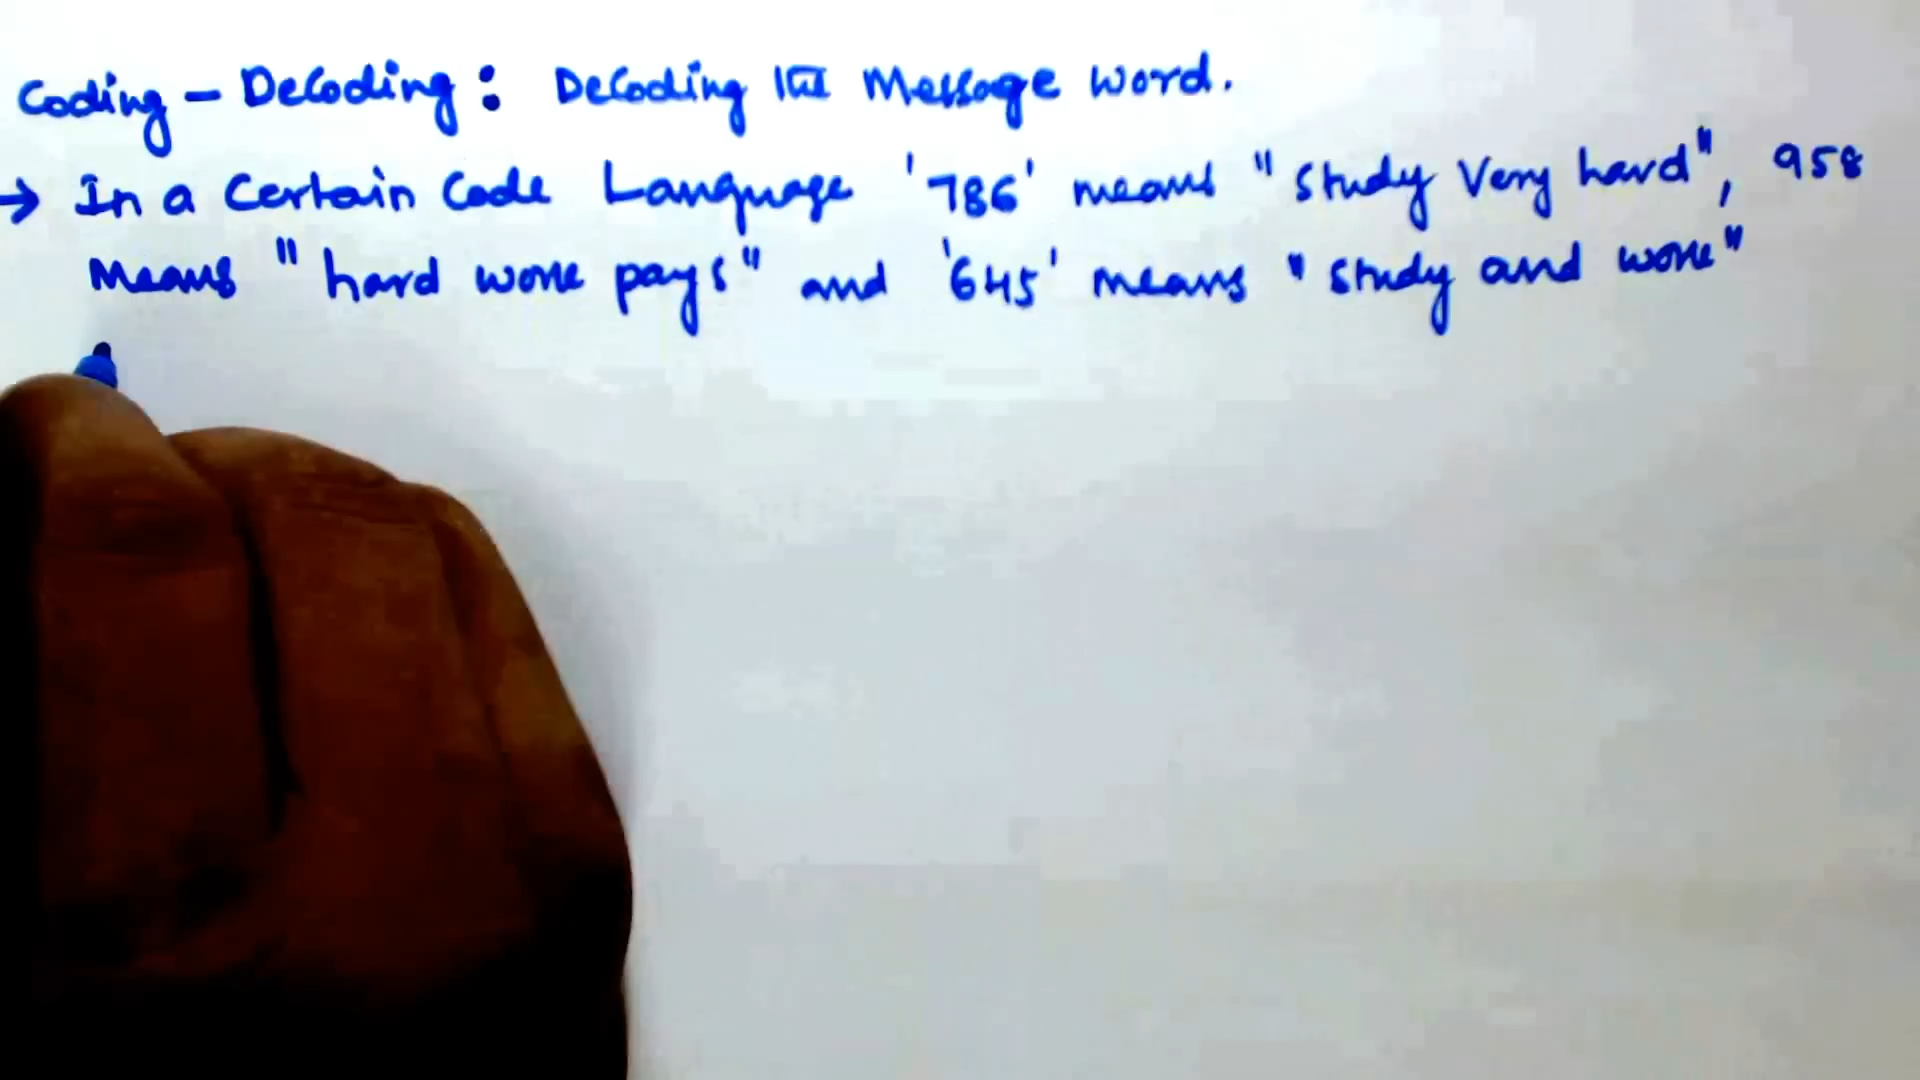 Coding - Decoding: Decoding the Message word.
→ In a Certain Code Language '786' means "study Very hard", 958
Means "hard work pays" and '645' means "study and work"